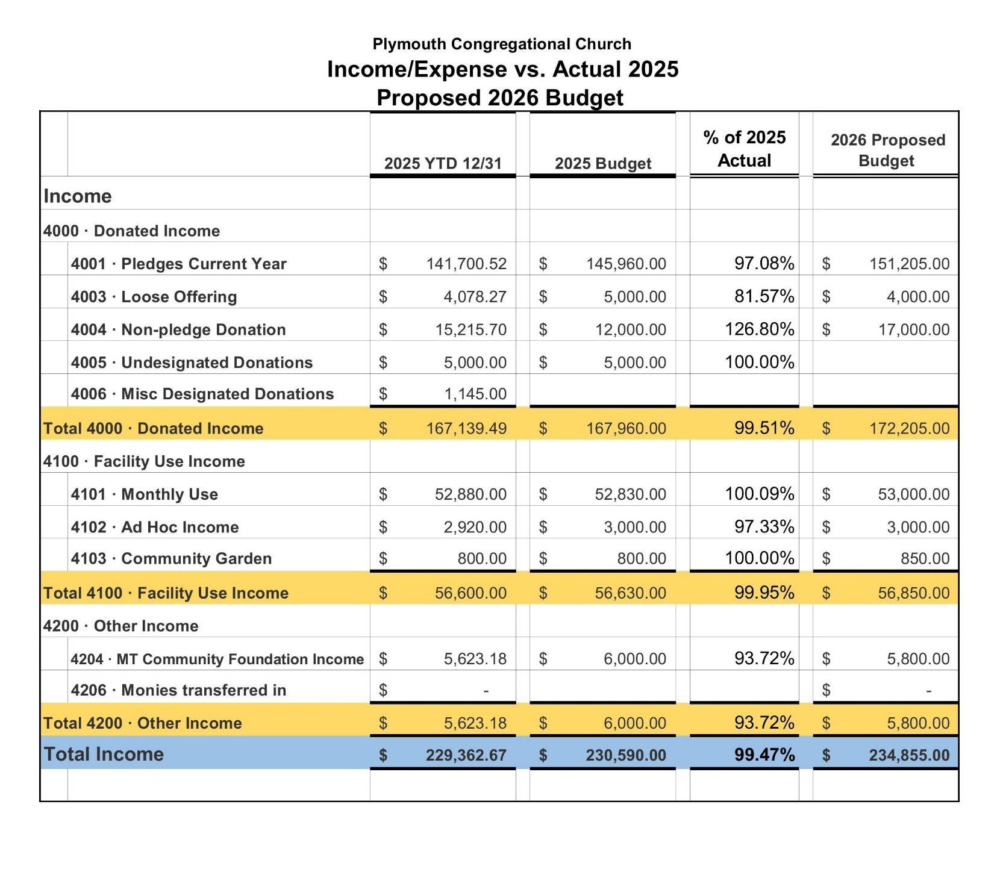 Plymouth Congregational Church
Income/Expense vs. Actual 2025
Proposed 2026 Budget
2025 YTD 12/31 2025 Budget % of 2025 Actual 2026 Proposed Budget
Income
4000 · Donated Income
4001 · Pledges Current Year $ 141,700.52 $ 145,960.00 97.08% $ 151,205.00
4003 · Loose Offering $ 4,078.27 $ 5,000.00 81.57% $ 4,000.00
4004 · Non-pledge Donation $ 15,215.70 $ 12,000.00 126.80% $ 17,000.00
4005 · Undesignated Donations $ 5,000.00 $ 5,000.00 100.00%
4006 · Misc Designated Donations $ 1,145.00
Total 4000 · Donated Income $ 167,139.49 $ 167,960.00 99.51% $ 172,205.00
4100 · Facility Use Income
4101 · Monthly Use $ 52,880.00 $ 52,830.00 100.09% $ 53,000.00
4102 · Ad Hoc Income $ 2,920.00 $ 3,000.00 97.33% $ 3,000.00
4103 · Community Garden $ 800.00 $ 800.00 100.00% $ 850.00
Total 4100 · Facility Use Income $ 56,600.00 $ 56,630.00 99.95% $ 56,850.00
4200 · Other Income
4204 · MT Community Foundation Income $ 5,623.18 $ 6,000.00 93.72% $ 5,800.00
4206 · Monies transferred in $ - $ -
Total 4200 · Other Income $ 5,623.18 $ 6,000.00 93.72% $ 5,800.00
Total Income $ 229,362.67 $ 230,590.00 99.47% $ 234,855.00